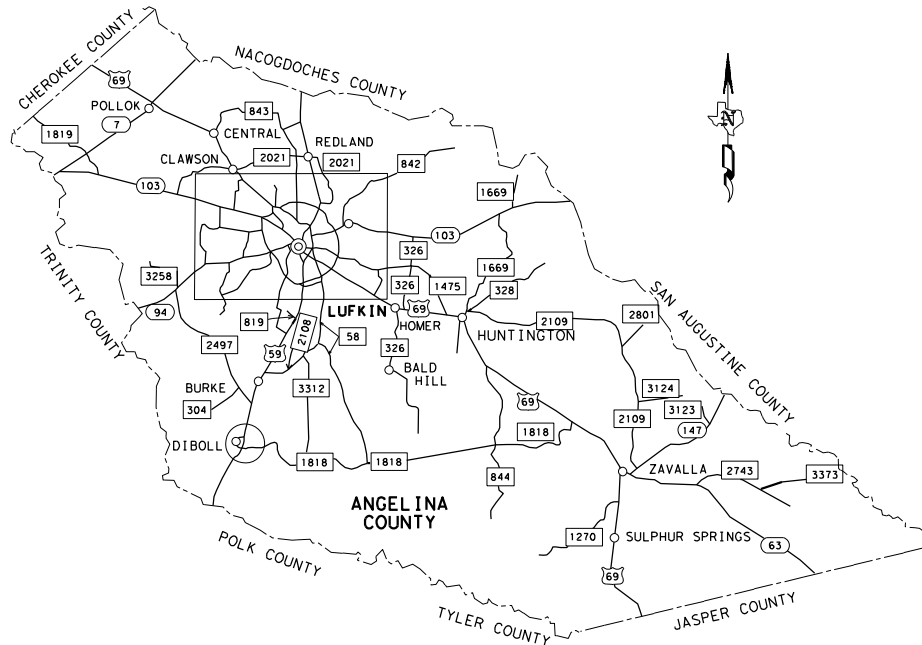 CHEROKEE COUNTY
NACOGDOCHES COUNTY
69
POLLOK
843
7
N
1819
CENTRAL
REDLAND
CLAWSON
2021
2021
842
103
1669
103
326
TRINITY COUNTY
3258
326
1475
1669
328
SAN AUGUSTINE COUNTY
94
LUFKIN
69
819
2108
58
HOMER
2109
2801
HUNTINGTON
2497
59
326
BALD
HILL
BURKE
3312
3124
304
69
3123
2109
147
DIBOLL
1818
1818
1818
844
ZAVALLA
2743
3373
ANGELINA
COUNTY
POLK COUNTY
1270
SULPHUR SPRINGS
63
69
TYLER COUNTY
JASPER COUNTY